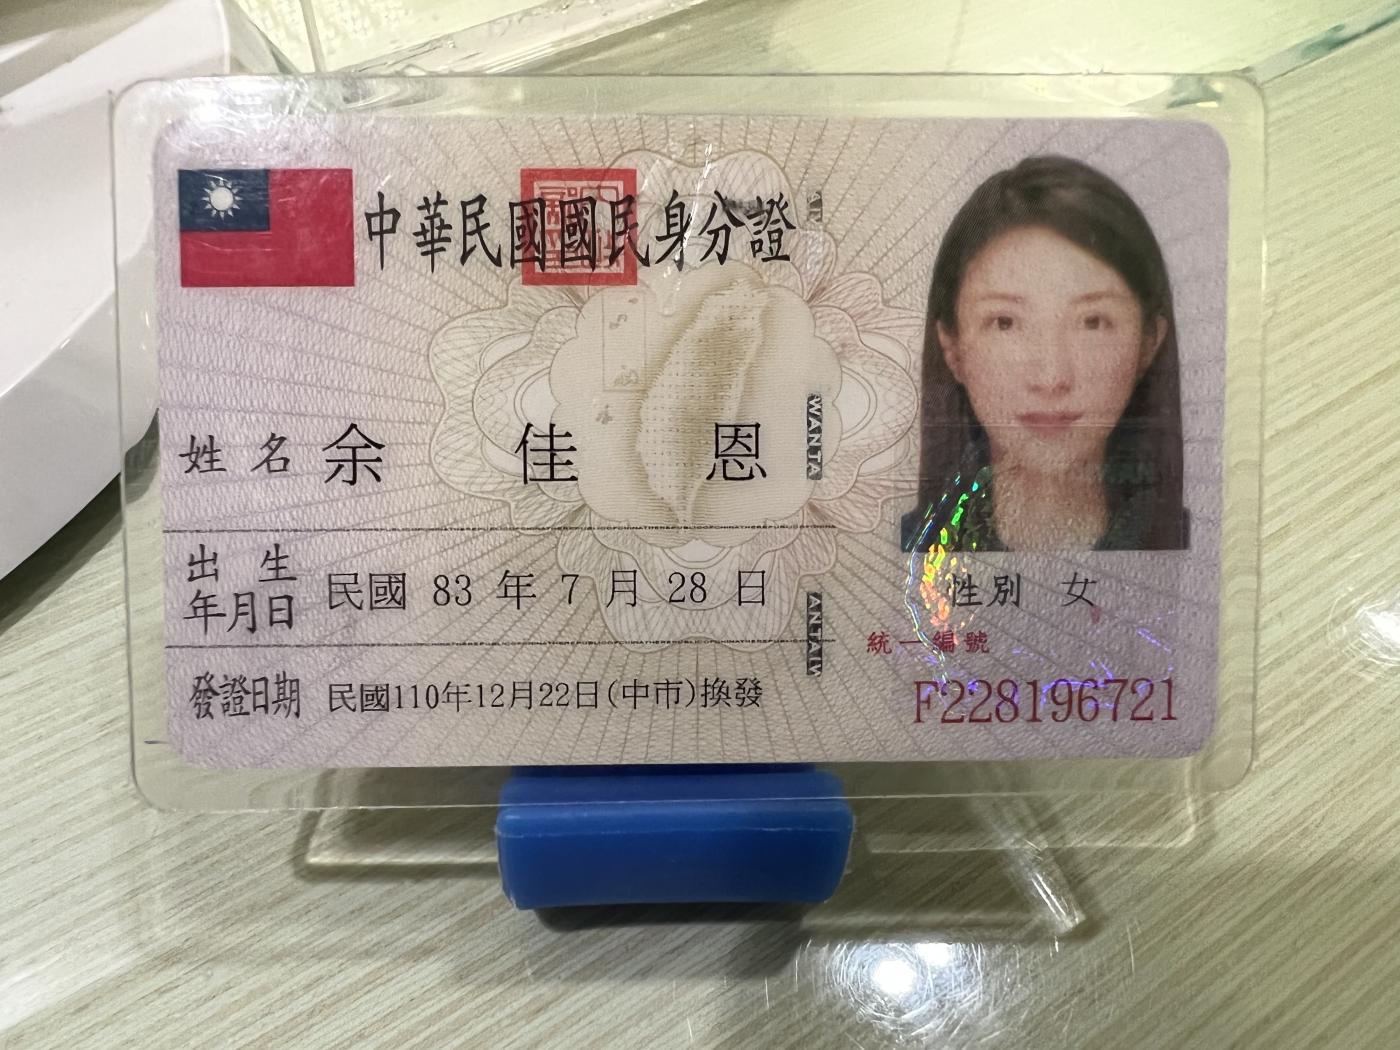 中華民國國民身分證
姓名 余佳恩
出生年月日 民國 83 年 7 月 28 日
發證日期 民國110年12月22日(中市)換發
性別 女
統一編號
F228196721
WANTA
ANTAIW